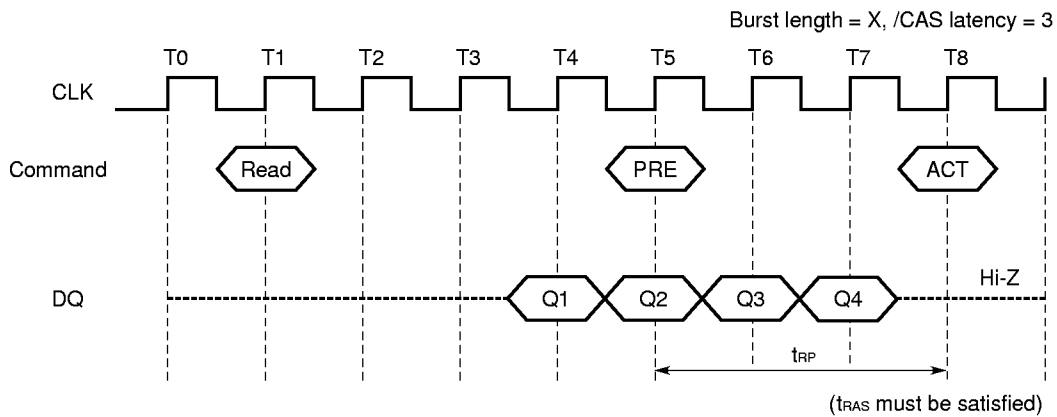 Burst length = X, /CAS latency = 3
T0 T1 T2 T3 T4 T5 T6 T7 T8
CLK
Command Read PRE ACT
Hi-Z
DQ Q1 Q2 Q3 Q4
tRP
(tRAS must be satisfied)